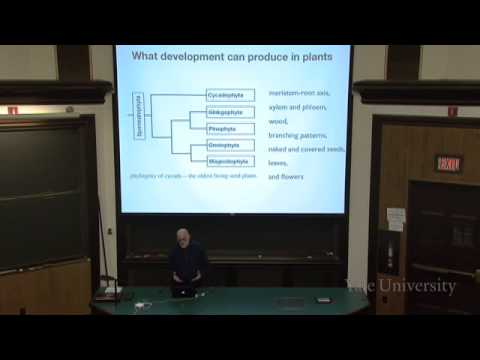 What development can produce in plants
Cycadophyta
meristem-root axis,
Ginkgophyta
xylem and phloem,
wood,
Pinophyta
branching patterns,
Gnetophyta
naked and covered seeds,
Magnoliophyta
leaves,
phylogeny of cycads — the oldest living seed plants
and flowers
Spermatophyta
EXIT
Yale University